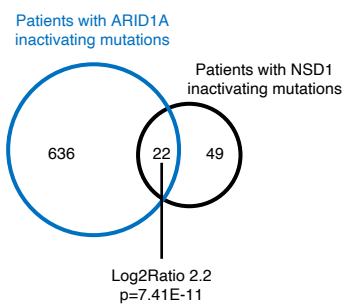 Patients with ARID1A
inactivating mutations
Patients with NSD1
inactivating mutations
636
22
49
Log2Ratio 2.2
p=7.41E-11